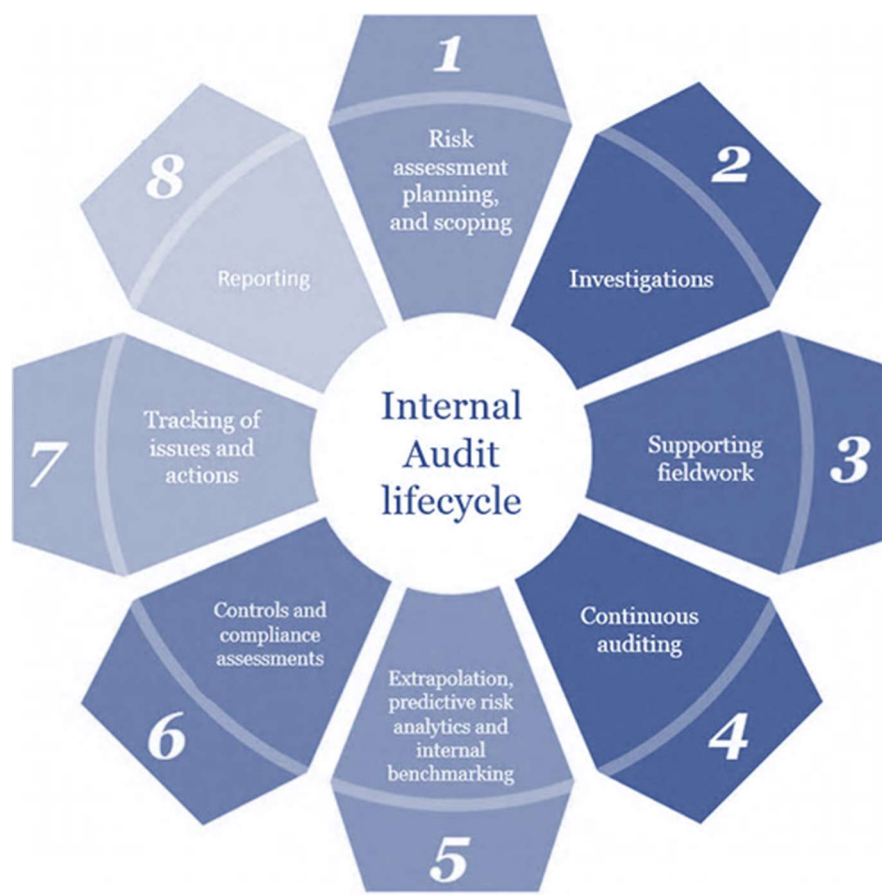 1
Risk
assessment
planning,
and scoping
2
Investigations
3
Supporting
fieldwork
4
Continuous
auditing
5
Extrapolation,
predictive risk
analytics and
internal
benchmarking
6
Controls and
compliance
assessments
7
Tracking of
issues and
actions
8
Reporting
Internal
Audit
lifecycle